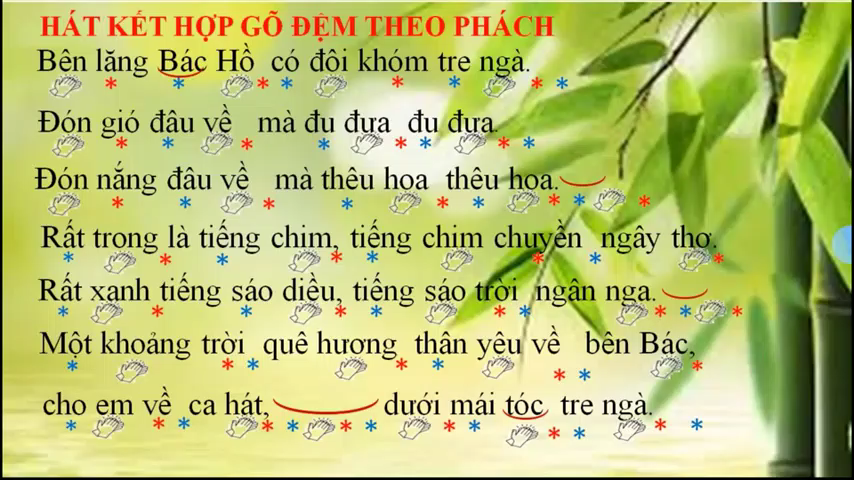 HÁT KẾT HỢP GÕ ĐỆM THEO PHÁCH
Bên lăng Bác Hồ có đôi khóm tre ngà.
Đón gió đâu về mà đu đưa đu đưa.
Đón nắng đâu về mà thêu hoa thêu hoa.
Rất trong là tiếng chim, tiếng chim chuyền ngây thơ.
Rất xanh tiếng sáo diều, tiếng sáo trời ngân nga.
Một khoảng trời quê hương thân yêu về bên Bác,
cho em về ca hát, dưới mái tóc tre ngà.